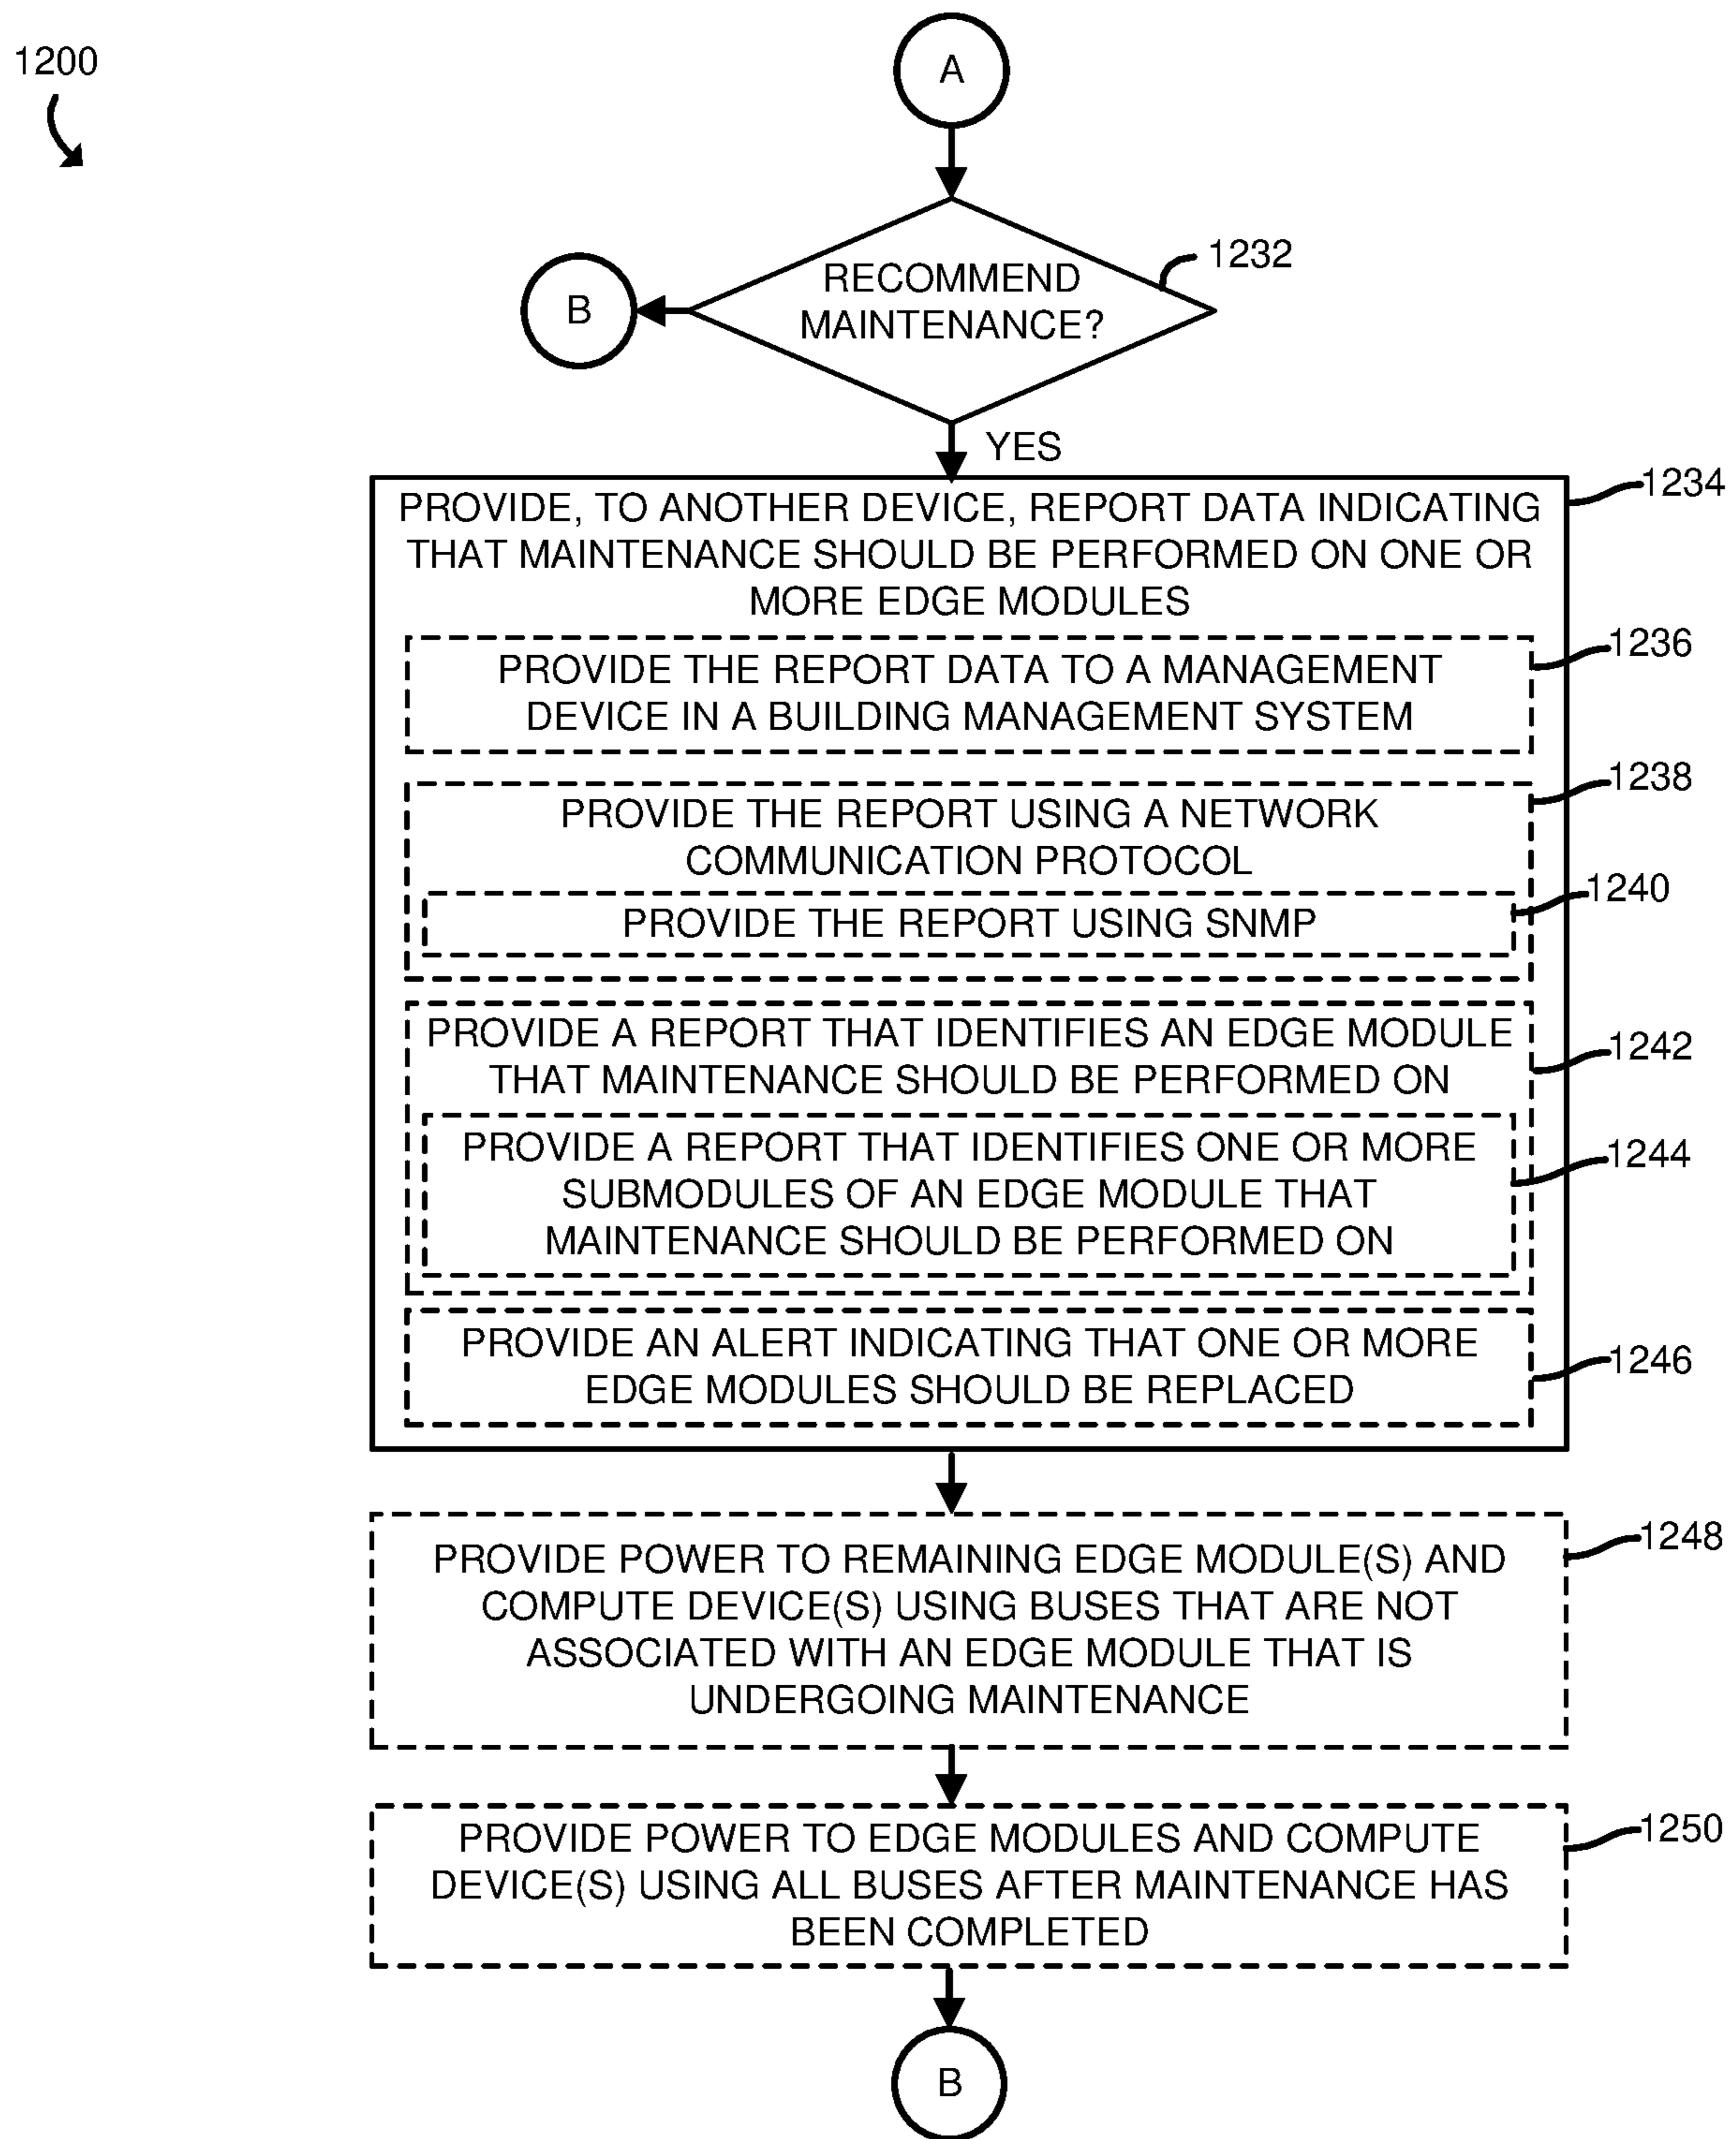 1200
A
RECOMMEND
MAINTENANCE?
1232
B
YES
1234
PROVIDE, TO ANOTHER DEVICE, REPORT DATA INDICATING
THAT MAINTENANCE SHOULD BE PERFORMED ON ONE OR
MORE EDGE MODULES
1236
PROVIDE THE REPORT DATA TO A MANAGEMENT
DEVICE IN A BUILDING MANAGEMENT SYSTEM
1238
PROVIDE THE REPORT USING A NETWORK
COMMUNICATION PROTOCOL
1240
PROVIDE THE REPORT USING SNMP
PROVIDE A REPORT THAT IDENTIFIES AN EDGE MODULE
THAT MAINTENANCE SHOULD BE PERFORMED ON
1242
PROVIDE A REPORT THAT IDENTIFIES ONE OR MORE
SUBMODULES OF AN EDGE MODULE THAT
MAINTENANCE SHOULD BE PERFORMED ON
1244
PROVIDE AN ALERT INDICATING THAT ONE OR MORE
EDGE MODULES SHOULD BE REPLACED
1246
1248
PROVIDE POWER TO REMAINING EDGE MODULE(S) AND
COMPUTE DEVICE(S) USING BUSES THAT ARE NOT
ASSOCIATED WITH AN EDGE MODULE THAT IS
UNDERGOING MAINTENANCE
1250
PROVIDE POWER TO EDGE MODULES AND COMPUTE
DEVICE(S) USING ALL BUSES AFTER MAINTENANCE HAS
BEEN COMPLETED
B